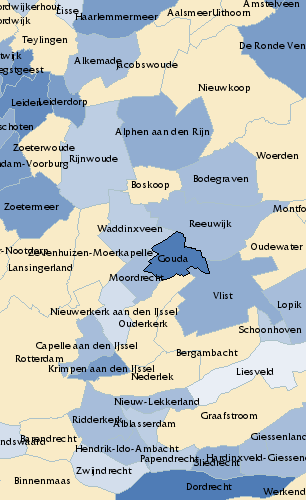 rdwijkerhout
Lisse
Haarlemmermeer
Aalsmeer
Uithoorn
Amstelveen
ordwijk
Teylingen
De Ronde Ven
twijk
Alkemade
Jacobswoude
egstgeest
Nieuwkoop
Leiden
Leiderdorp
schoten
Alphen aan den Rijn
Zoeterwoude
Woerden
dam-Voorburg
Rijnwoude
Boskoop
Bodegraven
Zoetermeer
Montfo
Waddinxveen
Reeuwijk
r-Nootdorp
Zevenhuizen-Moerkapelle
Oudewater
Gouda
Lansingerland
Moordrecht
Vlist
Lopik
Nieuwerkerk aan den IJssel
Ouderkerk
Schoonhoven
Capelle aan den IJssel
Bergambacht
Rotterdam
Krimpen aan den IJssel
Liesveld
Nederlek
Nieuw-Lekkerland
Graafstroom
Ridderkerk
Alblasserdam
Barendrecht
Giessenland
ndswaard
Hendrik-Ido-Ambacht
Papendrecht
Sliedrecht
Hardinxveld-Giessen
Zwijndrecht
Binnenmaas
Dordrecht
Werkend